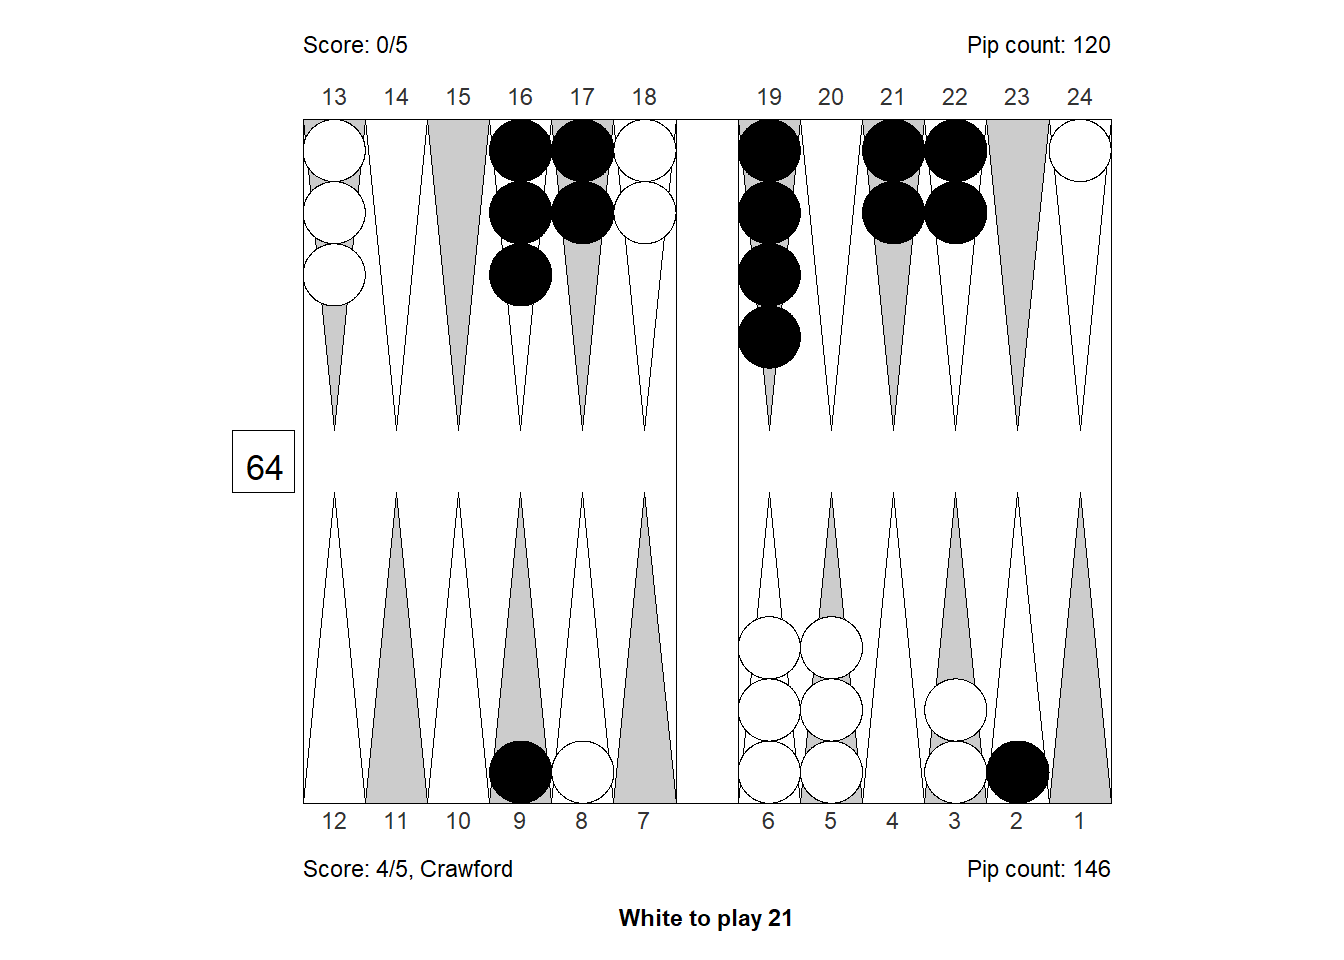 Score: 0/5 Pip count: 120
13 14 15 16 17 18 19 20 21 22 23 24
64
12 11 10 9 8 7 6 5 4 3 2 1
Score: 4/5, Crawford Pip count: 146
White to play 21